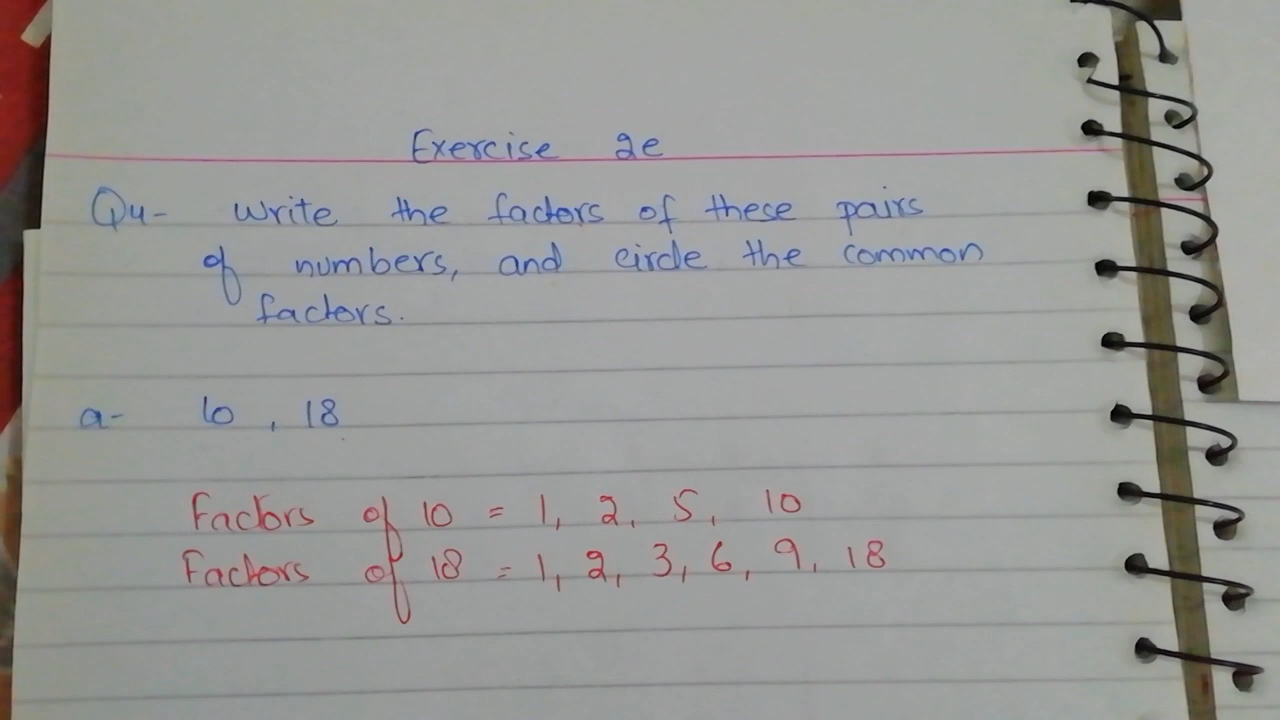 Exercise 2e
Q4- Write the factors of these pairs
of numbers, and circle the common
factors.
a- 10 , 18
Factors of 10 = 1, 2, 5, 10
Factors of 18 = 1, 2, 3, 6, 9, 18